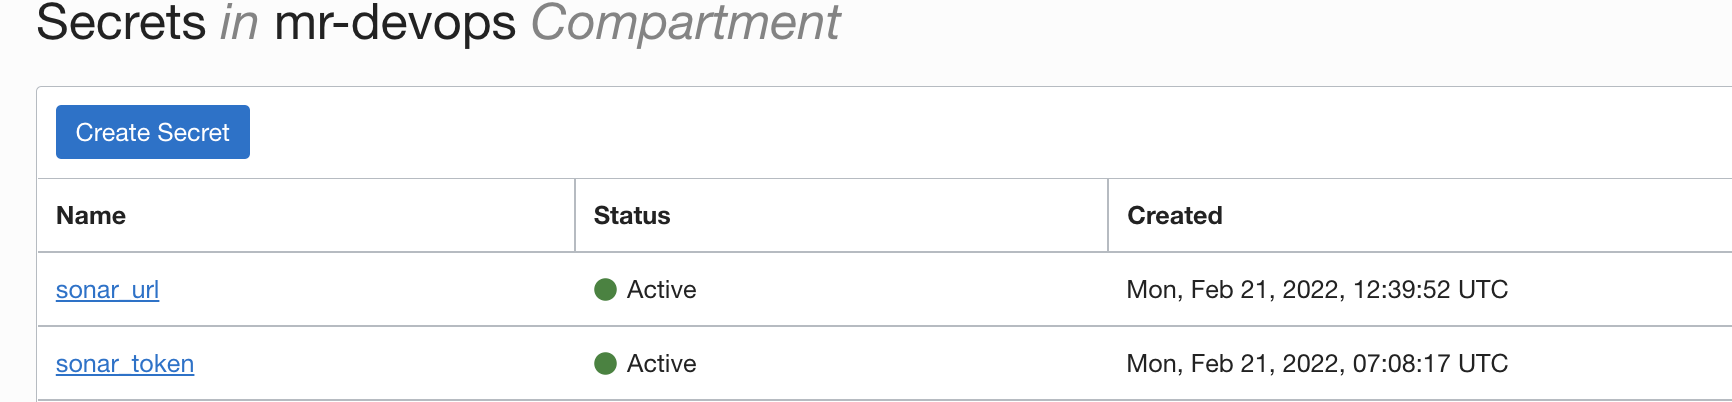 Secrets in mr-devops Compartment
Create Secret
Name Status Created
sonar_url Active Mon, Feb 21, 2022, 12:39:52 UTC
sonar_token Active Mon, Feb 21, 2022, 07:08:17 UTC